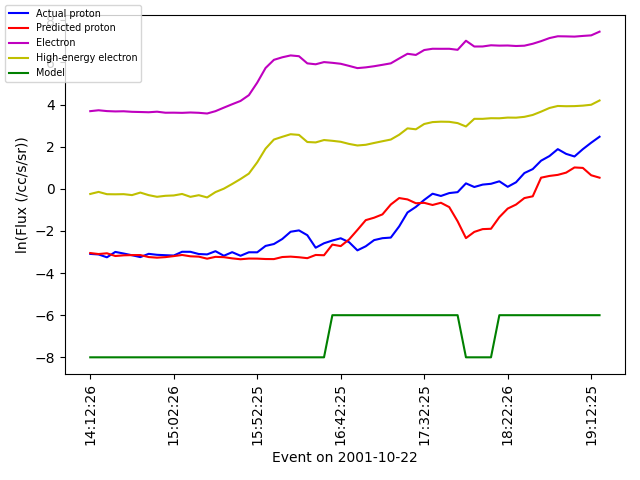 Actual proton
Predicted proton
Electron
High-energy electron
Model
ln(Flux (/cc/s/sr))
4
2
0
−2
−4
−6
−8
14:12:26
15:02:26
15:52:25
16:42:25
17:32:25
18:22:26
19:12:25
Event on 2001-10-22